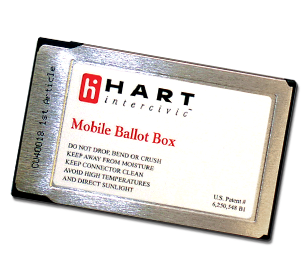 HART
intercivic
Mobile Ballot Box
DO NOT DROP, BEND OR CRUSH
KEEP AWAY FROM MOISTURE
KEEP CONNECTOR CLEAN
AVOID HIGH TEMPERATURES
AND DIRECT SUNLIGHT
U.S. Patent #
6,250,548 B1
CW40018 1st Article